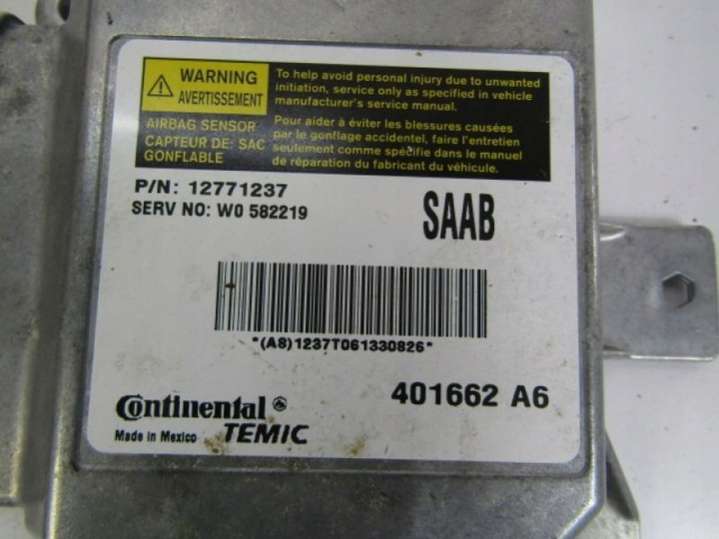 WARNING
AVERTISSEMENT
To help avoid personal injury due to unwanted
initiation, service only as specified in vehicle
manufacturer's service manual.
AIRBAG SENSOR
CAPTEUR DE: SAC
GONFLABLE
Pour aider à éviter les blessures causées
par le gonflage accidentel, faire l'entretien
seulement comme spécifié dans le manuel
de réparation du fabricant du véhicule.
P/N: 12771237
SERV NO: W0 582219
SAAB
*(A8)1237T061330826*
Continental
Made in Mexico TEMIC
401662 A6